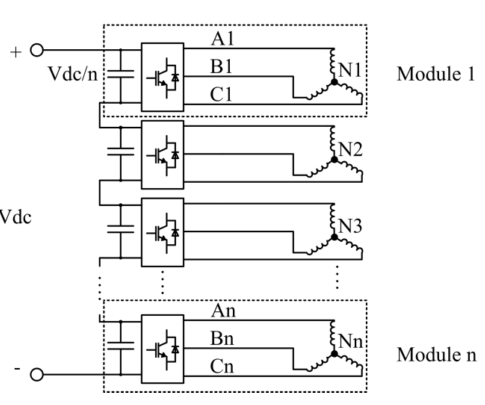 A1
+
Vdc/n
B1
N1
Module 1
C1
N2
Vdc
N3
An
Bn
Nn
Module n
-
Cn